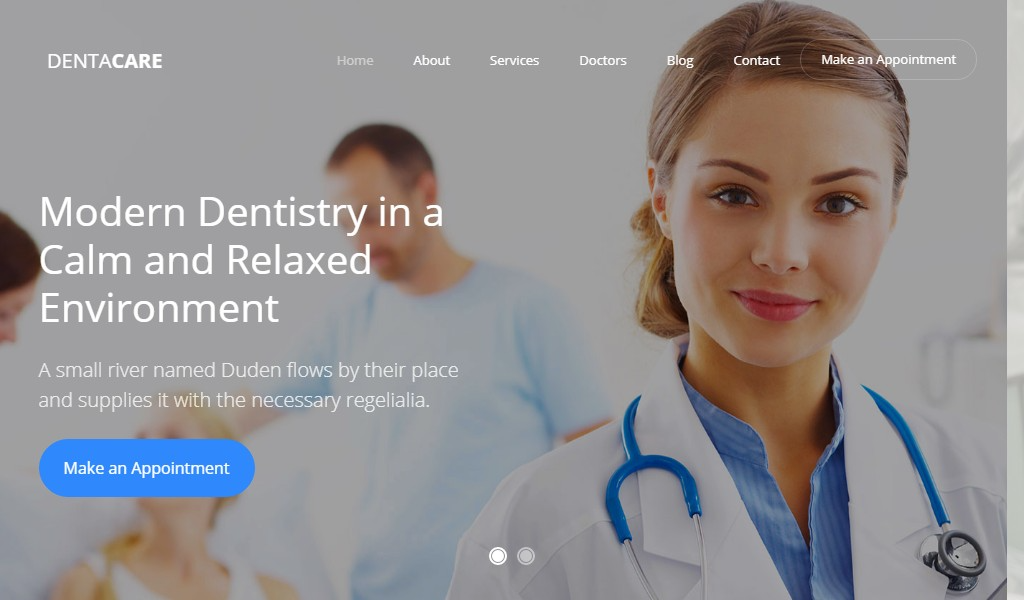 DENTACARE
Home
About
Services
Doctors
Blog
Contact
Make an Appointment
Modern Dentistry in a
Calm and Relaxed
Environment
A small river named Duden flows by their place
and supplies it with the necessary regelialia.
Make an Appointment